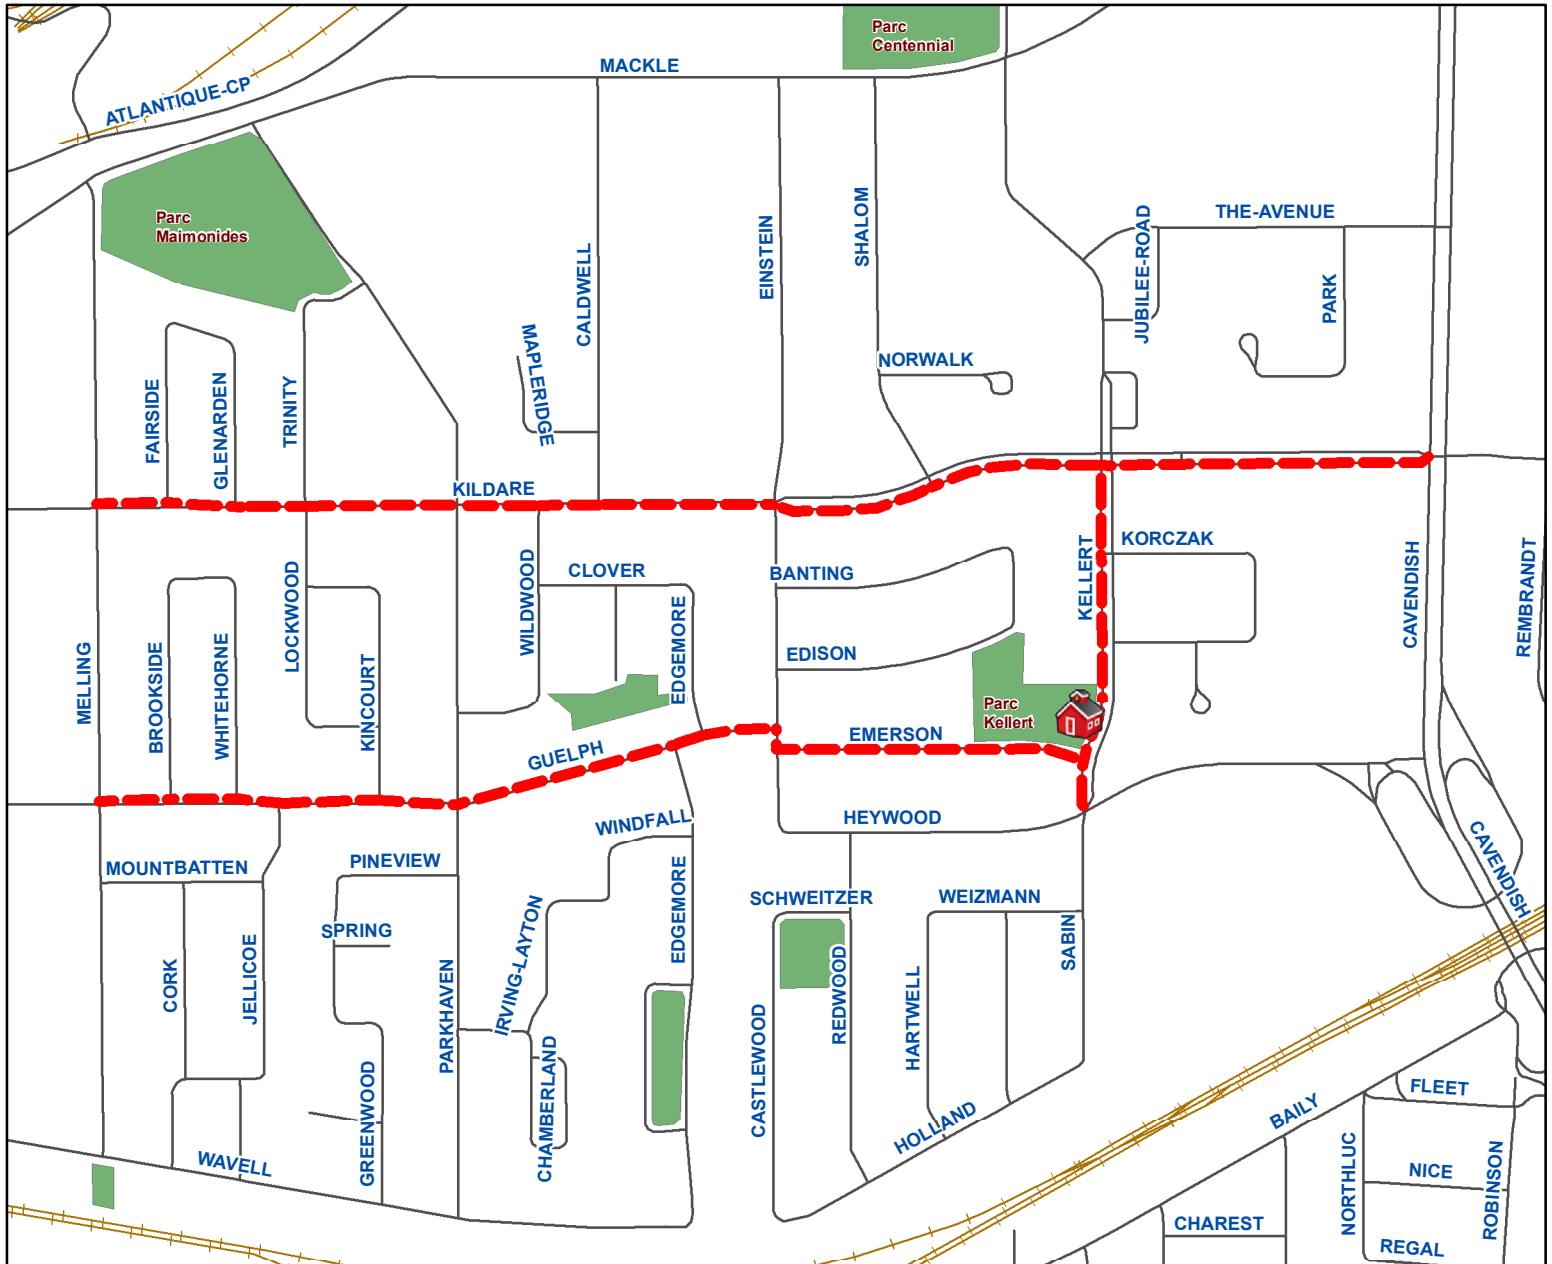 Parc
Centennial
MACKLE
ATLANTIQUE-CP
Parc
Maimonides
THE-AVENUE
JUBILEE-ROAD
SHALOM
EINSTEIN
CALDWELL
PARK
MAPLERIDGE
NORWALK
FAIRSIDE
GLENARDEN
TRINITY
KILDARE
KORCZAK
KELLERT
CAVENDISH
REMBRANDT
CLOVER
BANTING
WILDWOOD
LOCKWOOD
EDGEMORE
EDISON
MELLING
BROOKSIDE
WHITEHORNE
KINCOURT
Parc
Kellert
EMERSON
GUELPH
WINDFALL
HEYWOOD
CAVENDISH
MOUNTBATTEN
PINEVIEW
EDGEMORE
SCHWEITZER
WEIZMANN
SPRING
IRVING-LAYTON
SABIN
CORK
JELLICOE
PARKHAVEN
REDWOOD
HARTWELL
CASTLEWOOD
GREENWOOD
CHAMBERLAND
HOLLAND
BAILY
FLEET
WAVELL
NORTHLUC
NICE
ROBINSON
CHAREST
REGAL